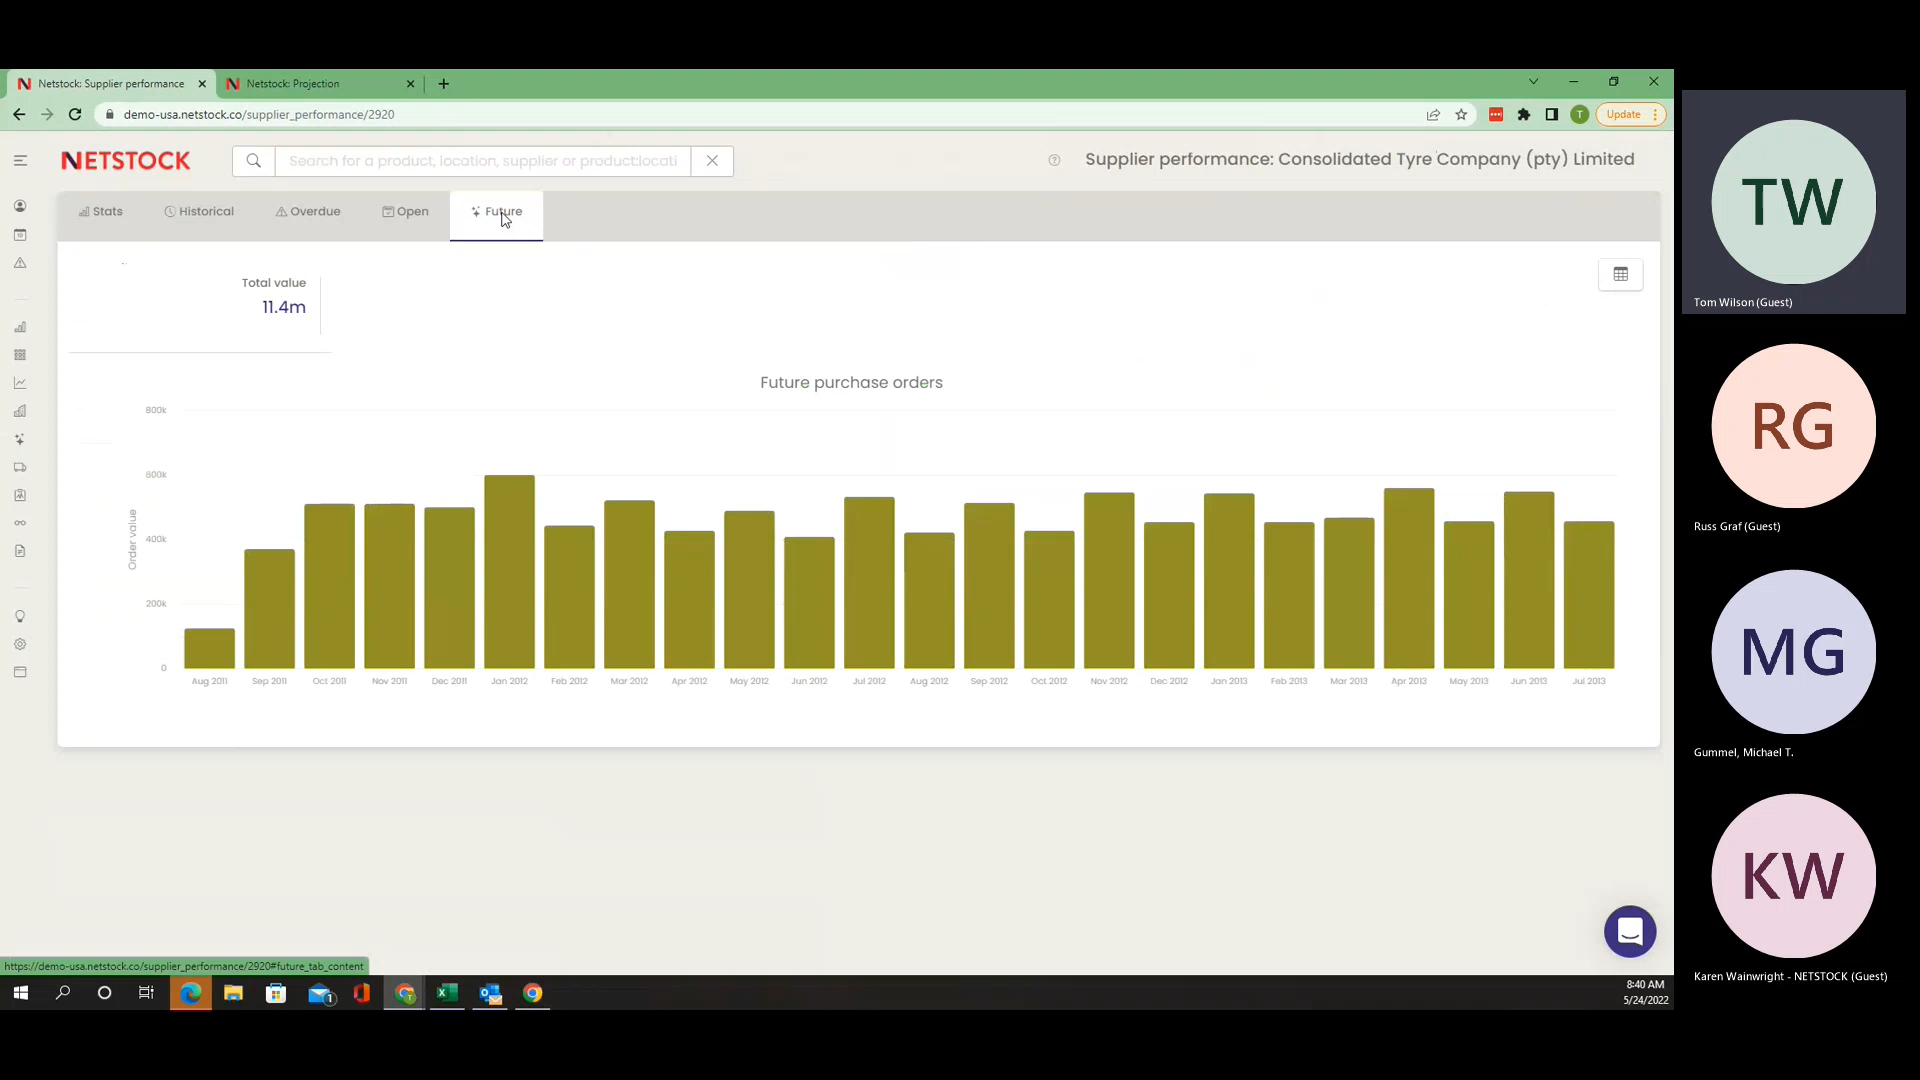 Netstock: Supplier performance
Netstock: Projection
demo-usa.netstock.co/supplier_performance/2920
T
Update
NETSTOCK
Search for a product, location, supplier or product:locati
Supplier performance: Consolidated Tyre Company (pty) Limited
Stats
Historical
Overdue
Open
Future
Total value
11.4m
Future purchase orders
800k
600k
400k
200k
0
Order value
Aug 2011
Sep 2011
Oct 2011
Nov 2011
Dec 2011
Jan 2012
Feb 2012
Mar 2012
Apr 2012
May 2012
Jun 2012
Jul 2012
Aug 2012
Sep 2012
Oct 2012
Nov 2012
Dec 2012
Jan 2013
Feb 2013
Mar 2013
Apr 2013
May 2013
Jun 2013
Jul 2013
https://demo-usa.netstock.co/supplier_performance/2920#future_tab_content
1
8:40 AM
5/24/2022
TW
Tom Wilson (Guest)
RG
Russ Graf (Guest)
MG
Gummel, Michael T.
KW
Karen Wainwright - NETSTOCK (Guest)